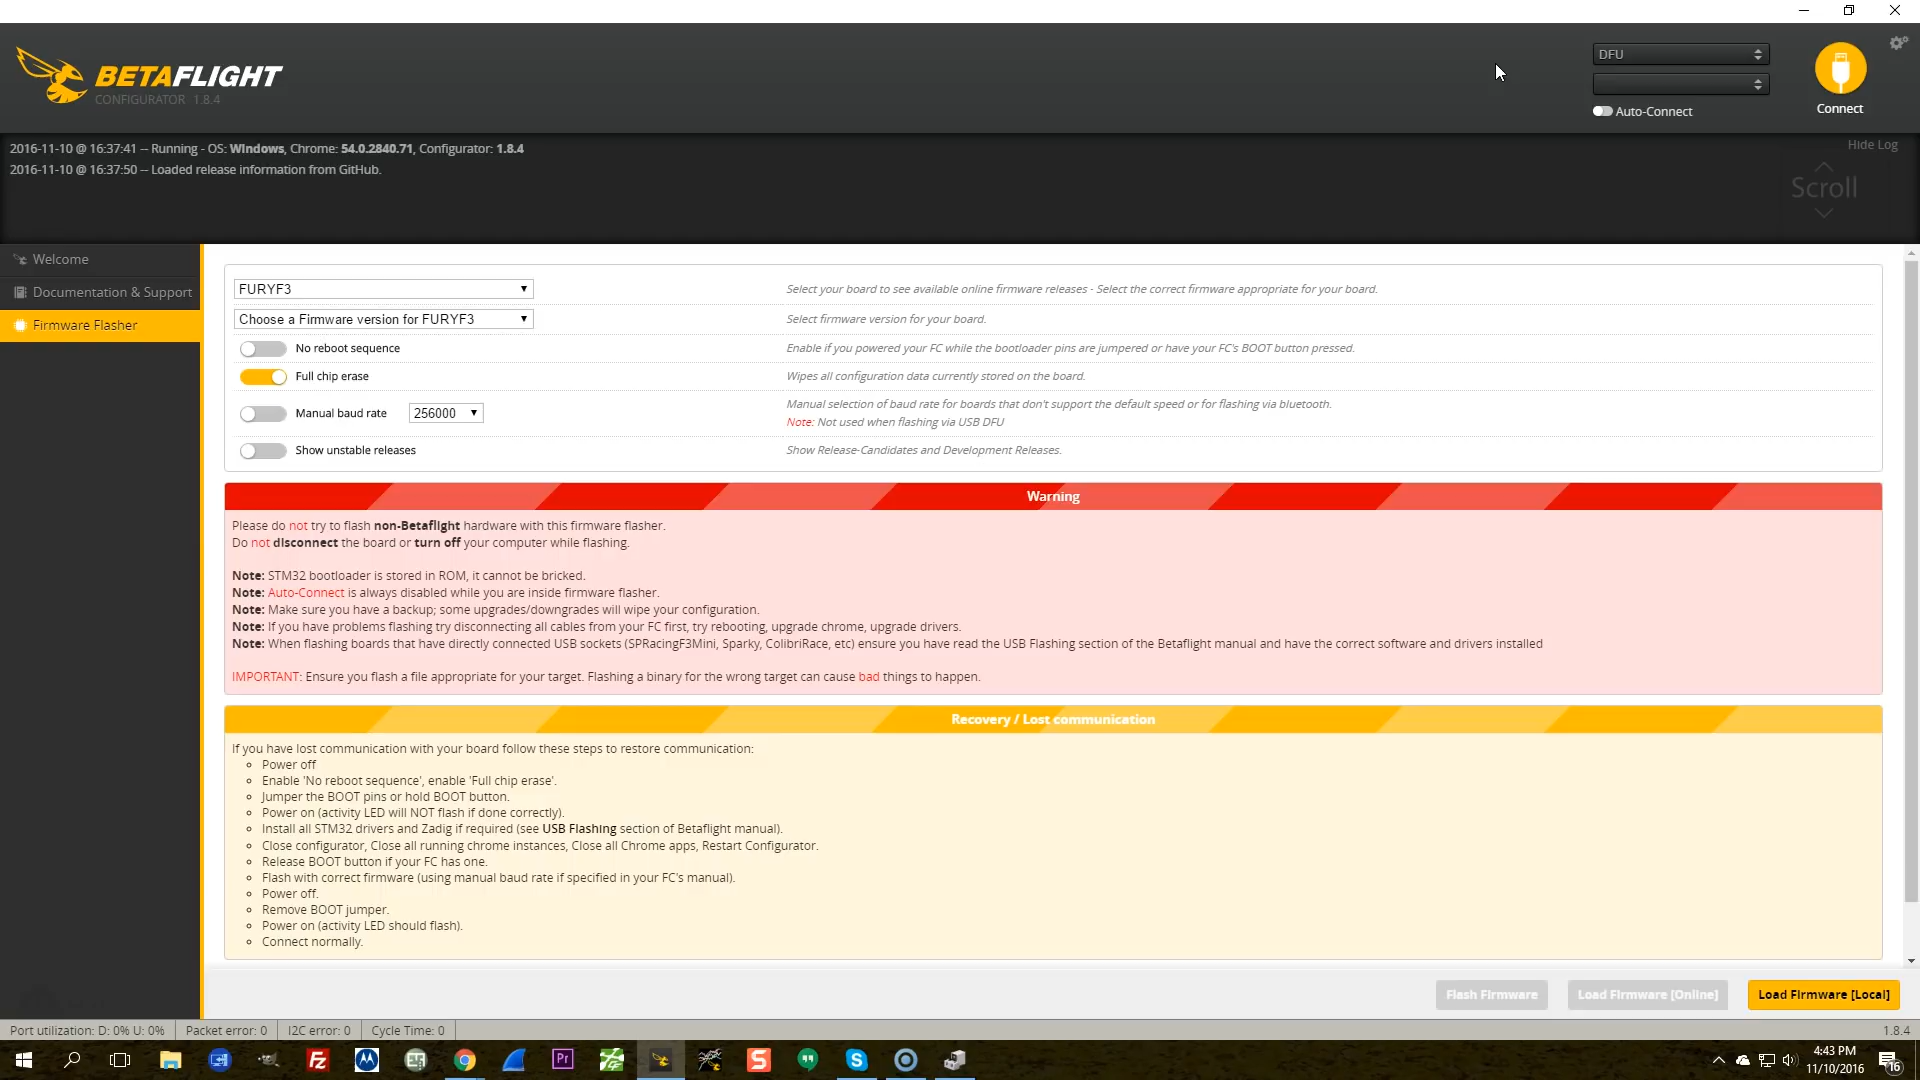 BETAFLIGHT
CONFIGURATOR 1.8.4
DFU
Auto-Connect
Connect
2016-11-10 @ 16:37:41 -- Running - OS: Windows, Chrome: 54.0.2840.71, Configurator: 1.8.4
2016-11-10 @ 16:37:50 -- Loaded release information from GitHub.
Hide Log
Scroll
Welcome
Documentation & Support
Firmware Flasher
FURYF3
Select your board to see available online firmware releases - Select the correct firmware appropriate for your board.
Choose a Firmware version for FURYF3
Select firmware version for your board.
No reboot sequence
Enable if you powered your FC while the bootloader pins are jumpered or have your FC's BOOT button pressed.
Full chip erase
Wipes all configuration data currently stored on the board.
Manual baud rate
256000
Manual selection of baud rate for boards that don't support the default speed or for flashing via bluetooth.
Note: Not used when flashing via USB DFU
Show unstable releases
Show Release-Candidates and Development Releases.
Warning
Please do not try to flash non-Betaflight hardware with this firmware flasher.
Do not disconnect the board or turn off your computer while flashing.
Note: STM32 bootloader is stored in ROM, it cannot be bricked.
Note: Auto-Connect is always disabled while you are inside firmware flasher.
Note: Make sure you have a backup; some upgrades/downgrades will wipe your configuration.
Note: If you have problems flashing try disconnecting all cables from your FC first, try rebooting, upgrade chrome, upgrade drivers.
Note: When flashing boards that have directly connected USB sockets (SPRacingF3Mini, Sparky, ColibriRace, etc) ensure you have read the USB Flashing section of the Betaflight manual and have the correct software and drivers installed
IMPORTANT: Ensure you flash a file appropriate for your target. Flashing a binary for the wrong target can cause bad things to happen.
Recovery / Lost communication
If you have lost communication with your board follow these steps to restore communication:
Power off
Enable 'No reboot sequence', enable 'Full chip erase'.
Jumper the BOOT pins or hold BOOT button.
Power on (activity LED will NOT flash if done correctly).
Install all STM32 drivers and Zadig if required (see USB Flashing section of Betaflight manual).
Close configurator, Close all running chrome instances, Close all Chrome apps, Restart Configurator.
Release BOOT button if your FC has one.
Flash with correct firmware (using manual baud rate if specified in your FC's manual).
Power off.
Remove BOOT jumper.
Power on (activity LED should flash).
Connect normally.
Flash Firmware
Load Firmware [Online]
Load Firmware [Local]
Port utilization: D: 0% U: 0%
Packet error: 0
I2C error: 0
Cycle Time: 0
1.8.4
Pr
4:43 PM
11/10/2016
16